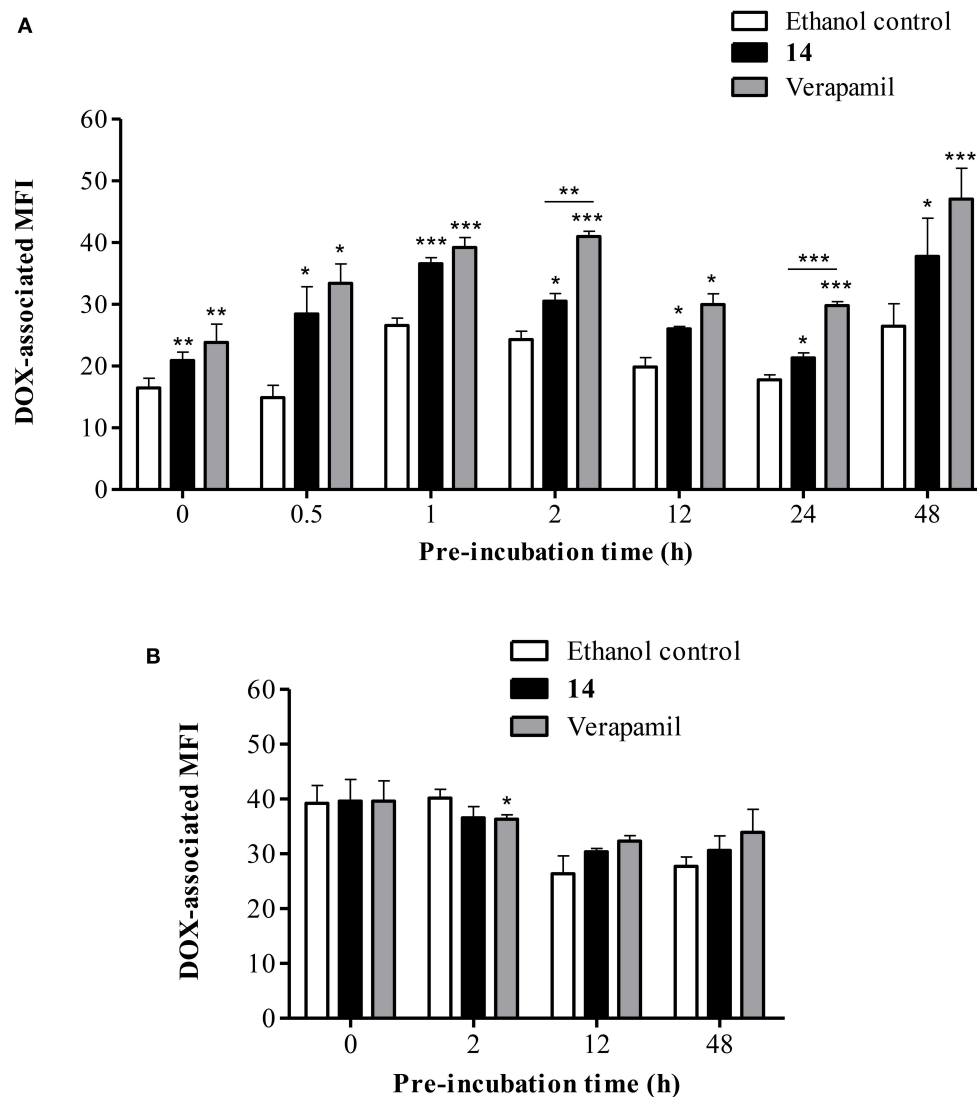 A
Ethanol control
14
Verapamil
DOX-associated MFI
60
50
40
30
20
10
0
** ** * * *** *** ** * *** * * *** * *** * ***
0 0.5 1 2 12 24 48
Pre-incubation time (h)
B
Ethanol control
14
Verapamil
DOX-associated MFI
60
50
40
30
20
10
0
*
0 2 12 48
Pre-incubation time (h)